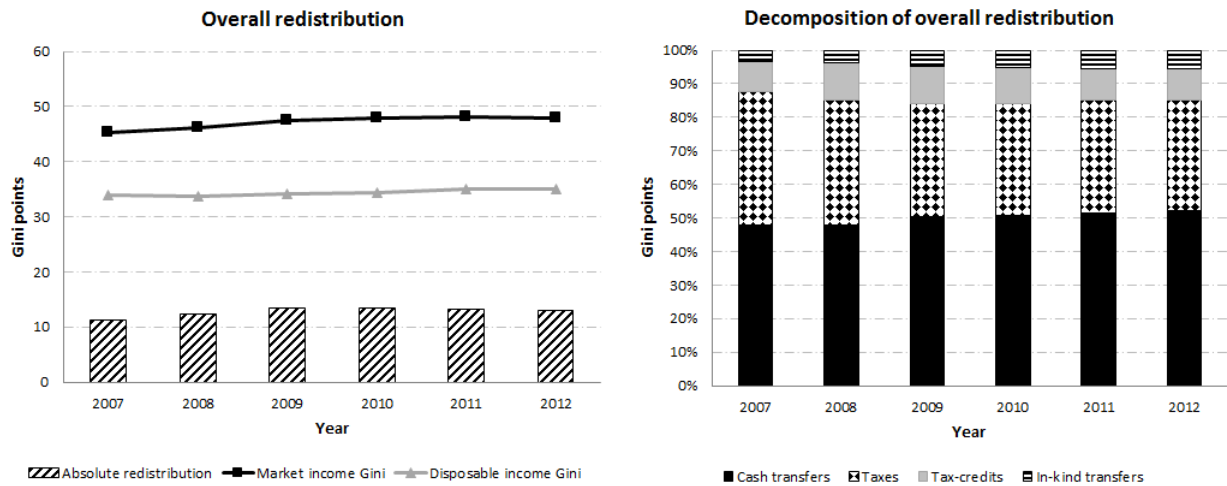 Overall redistribution
60
50
40
30
20
10
0
Gini points
2007 2008 2009 2010 2011 2012
Year
Absolute redistribution Market income Gini Disposable income Gini
Decomposition of overall redistribution
100%
90%
80%
70%
60%
50%
40%
30%
20%
10%
0%
Gini points
2007 2008 2009 2010 2011 2012
Year
Cash transfers Taxes Tax-credits In-kind transfers